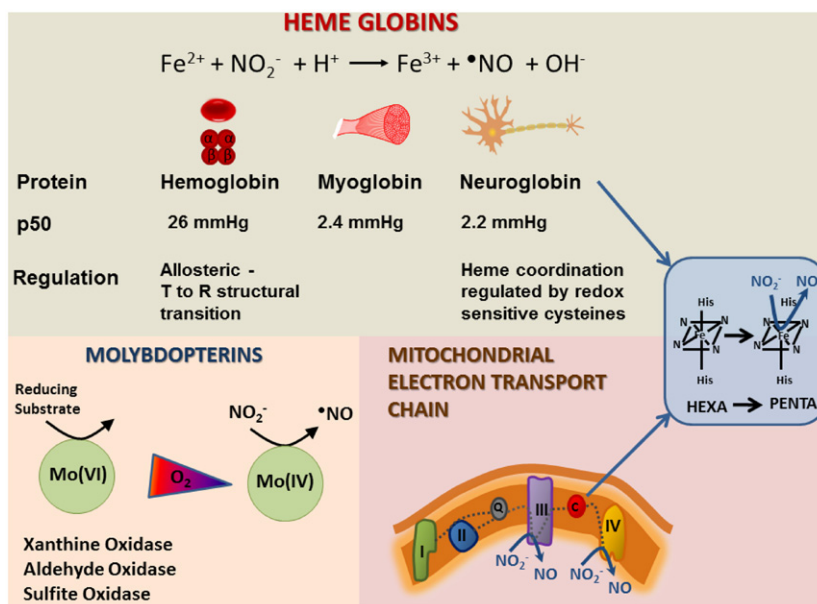 HEME GLOBINS
Fe²⁺ + NO₂⁻ + H⁺ ⟶ Fe³⁺ + •NO + OH⁻
α α
β β
Protein Hemoglobin Myoglobin Neuroglobin
p50 26 mmHg 2.4 mmHg 2.2 mmHg
Regulation Allosteric - Heme coordination
T to R structural regulated by redox
transition sensitive cysteines
NO₂⁻ NO
His His
N N N N
Fe Fe
N N N N
His His
HEXA ⟶ PENTA
MOLYBDOPTERINS
Reducing
Substrate
NO₂⁻ •NO
Mo(VI) O₂ Mo(IV)
Xanthine Oxidase
Aldehyde Oxidase
Sulfite Oxidase
MITOCHONDRIAL
ELECTRON TRANSPORT
CHAIN
I II Q III C IV
NO₂⁻ NO NO₂⁻ NO